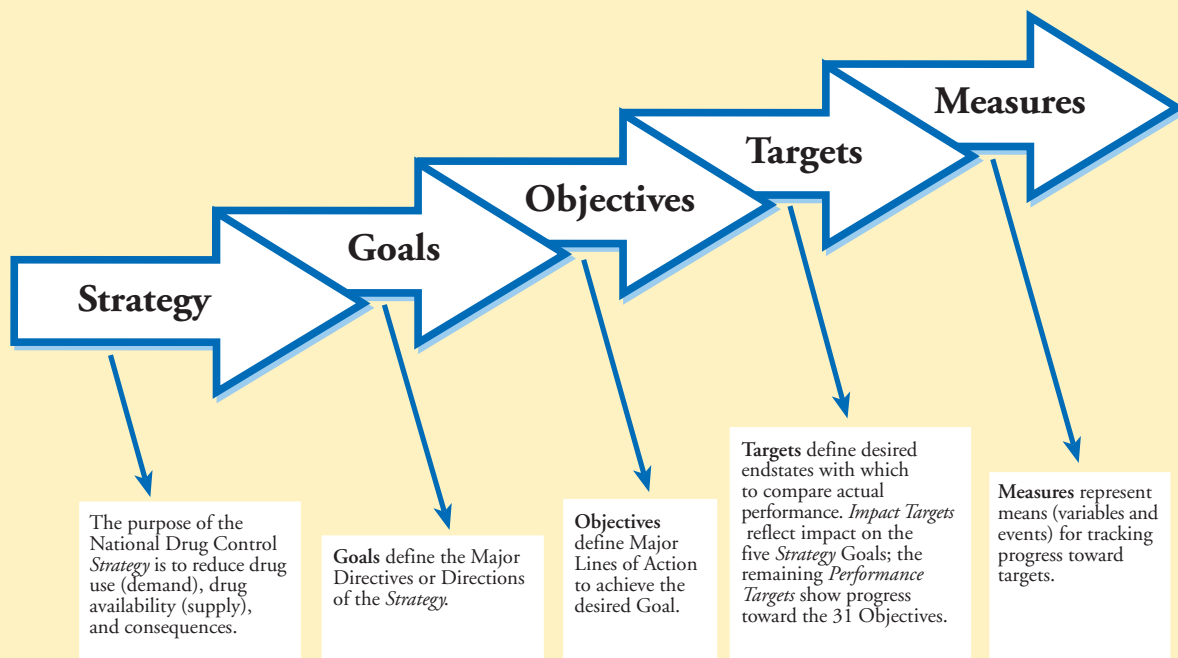 Measures
Targets
Objectives
Goals
Strategy
The purpose of the
National Drug Control
Strategy is to reduce drug
use (demand), drug
availability (supply),
and consequences.
Goals define the Major
Directives or Directions
of the Strategy.
Objectives
define Major
Lines of Action
to achieve the
desired Goal.
Targets define desired
endstates with which
to compare actual
performance. Impact Targets
reflect impact on the
five Strategy Goals; the
remaining Performance
Targets show progress
toward the 31 Objectives.
Measures represent
means (variables and
events) for tracking
progress toward
targets.